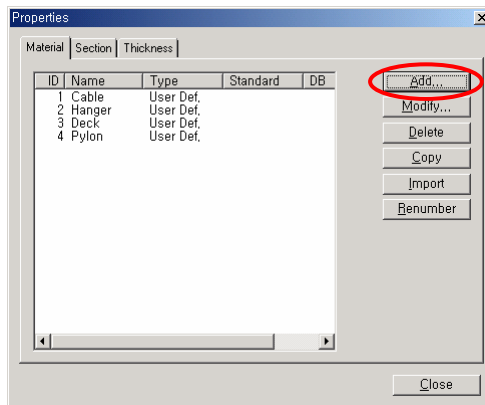 Properties
Material Section Thickness
ID Name Type Standard DB
1 Cable User Def,
2 Hanger User Def,
3 Deck User Def,
4 Pylon User Def,
Add...
Modify...
Delete
Copy
Import
Renumber
Close